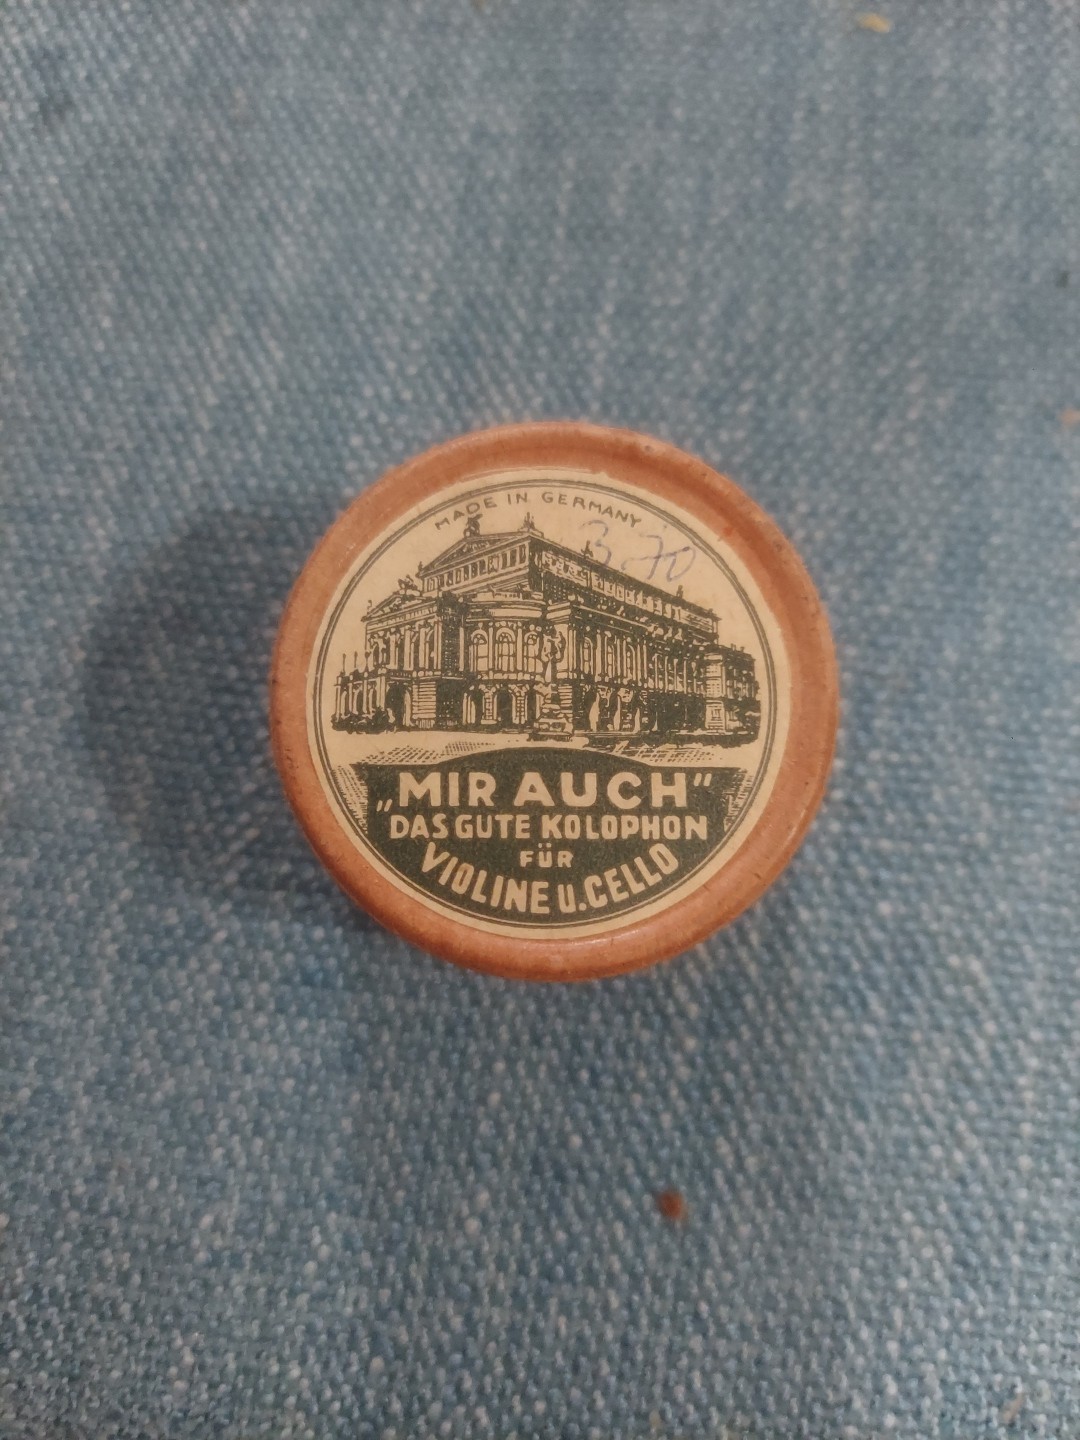 MADE IN GERMANY
3.70
„MIR AUCH“
DAS GUTE KOLOPHON
FÜR
VIOLINE U. CELLO